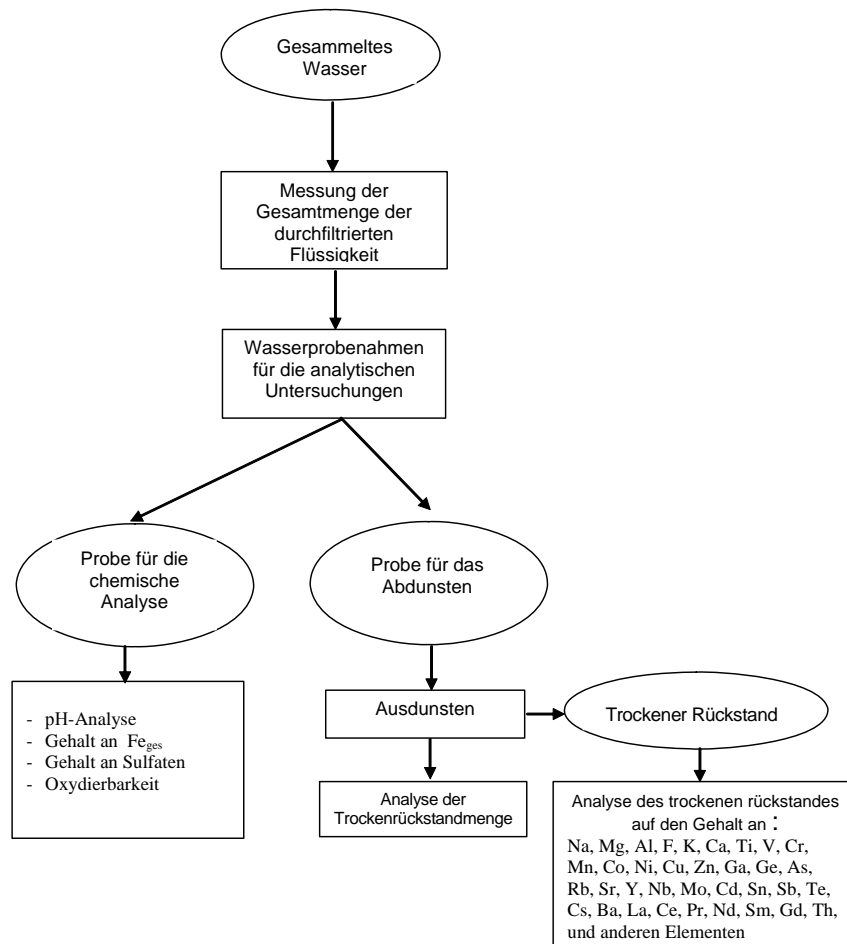 Gesammeltes
Wasser
Messung der
Gesamtmenge der
durchfiltrierten
Flüssigkeit
Wasserprobenahmen
für die analytischen
Untersuchungen
Probe für die
chemische
Analyse
Probe für das
Abdunsten
- pH-Analyse
- Gehalt an Feges
- Gehalt an Sulfaten
- Oxydierbarkeit
Ausdunsten
Trockener Rückstand
Analyse der
Trockenrückstandmenge
Analyse des trockenen rückstandes
auf den Gehalt an :
Na, Mg, Al, F, K, Ca, Ti, V, Cr,
Mn, Co, Ni, Cu, Zn, Ga, Ge, As,
Rb, Sr, Y, Nb, Mo, Cd, Sn, Sb, Te,
Cs, Ba, La, Ce, Pr, Nd, Sm, Gd, Th,
und anderen Elementen